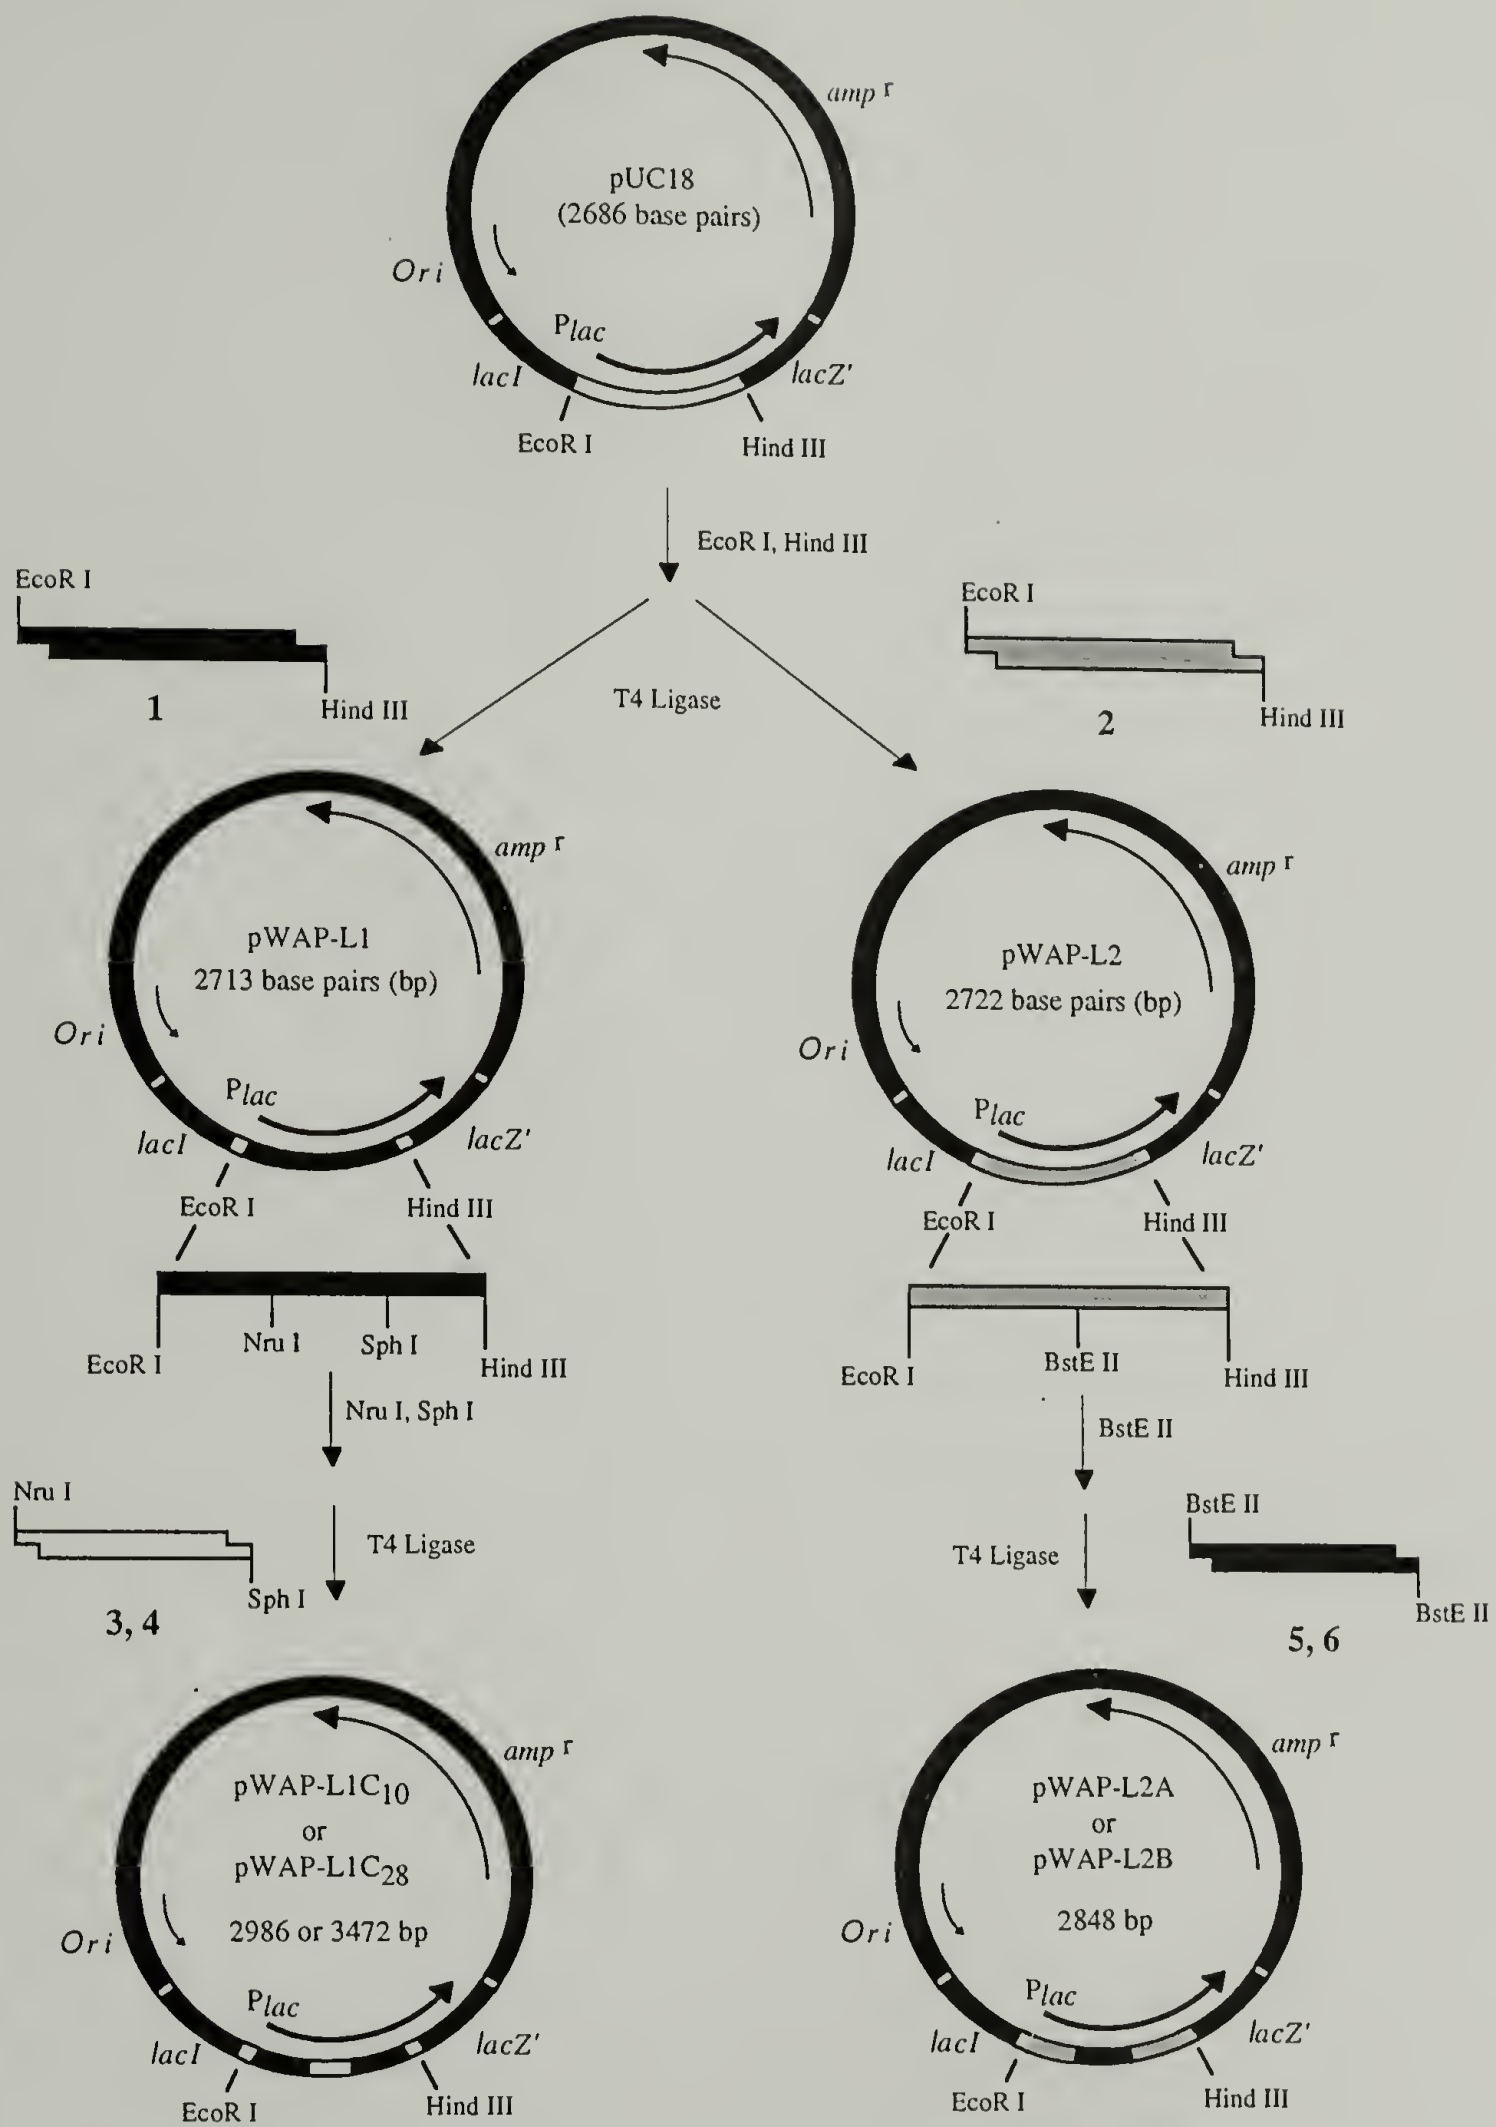 amp r
pUC18
(2686 base pairs)
Ori
Plac
lacI
lacZ'
EcoR I
Hind III
EcoR I, Hind III
EcoR I
Hind III
1
T4 Ligase
EcoR I
Hind III
2
amp r
pWAP-L1
2713 base pairs (bp)
Ori
Plac
lacI
lacZ'
EcoR I
Hind III
EcoR I
Nru I
Sph I
Hind III
Nru I, Sph I
Nru I
Sph I
3, 4
T4 Ligase
amp r
pWAP-L1C10
or
pWAP-L1C28
2986 or 3472 bp
Ori
Plac
lacI
lacZ'
EcoR I
Hind III
amp r
pWAP-L2
2722 base pairs (bp)
Ori
Plac
lacI
lacZ'
EcoR I
Hind III
EcoR I
BstE II
Hind III
BstE II
T4 Ligase
BstE II
BstE II
5, 6
amp r
pWAP-L2A
or
pWAP-L2B
2848 bp
Ori
Plac
lacI
lacZ'
EcoR I
Hind III